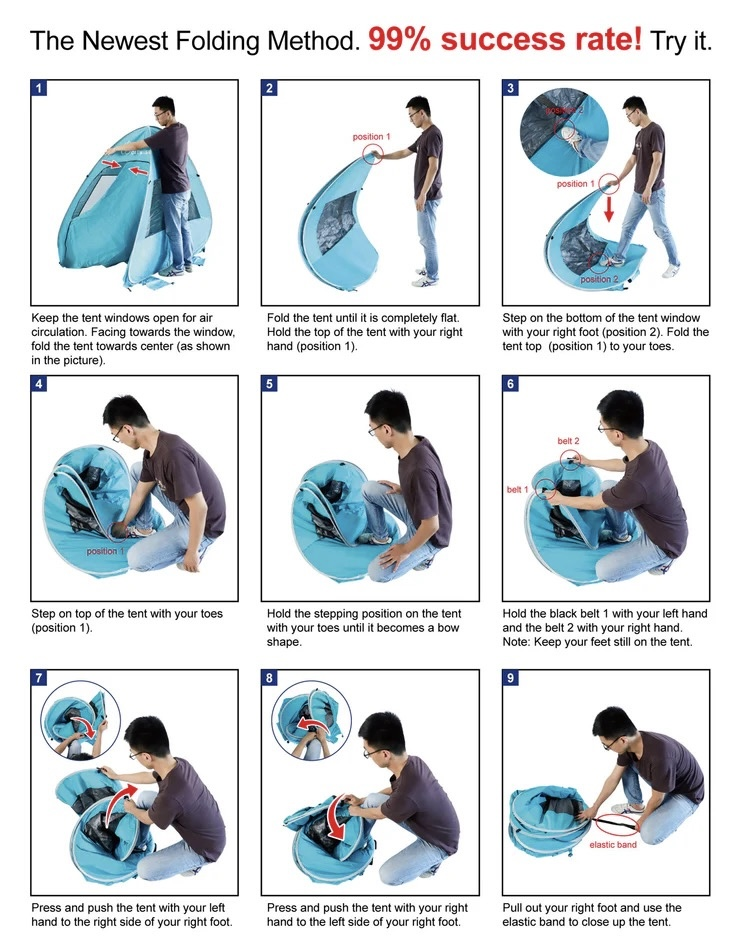 The Newest Folding Method. 99% success rate! Try it.
1
Keep the tent windows open for air
circulation. Facing towards the window,
fold the tent towards center (as shown
in the picture).
2
position 1
Fold the tent until it is completely flat.
Hold the top of the tent with your right
hand (position 1).
3
position 2
position 1
position 2
Step on the bottom of the tent window
with your right foot (position 2). Fold the
tent top (position 1) to your toes.
4
position 1
Step on top of the tent with your toes
(position 1).
5
Hold the stepping position on the tent
with your toes until it becomes a bow
shape.
6
belt 2
belt 1
Hold the black belt 1 with your left hand
and the belt 2 with your right hand.
Note: Keep your feet still on the tent.
7
Press and push the tent with your left
hand to the right side of your right foot.
8
Press and push the tent with your right
hand to the left side of your right foot.
9
elastic band
Pull out your right foot and use the
elastic band to close up the tent.